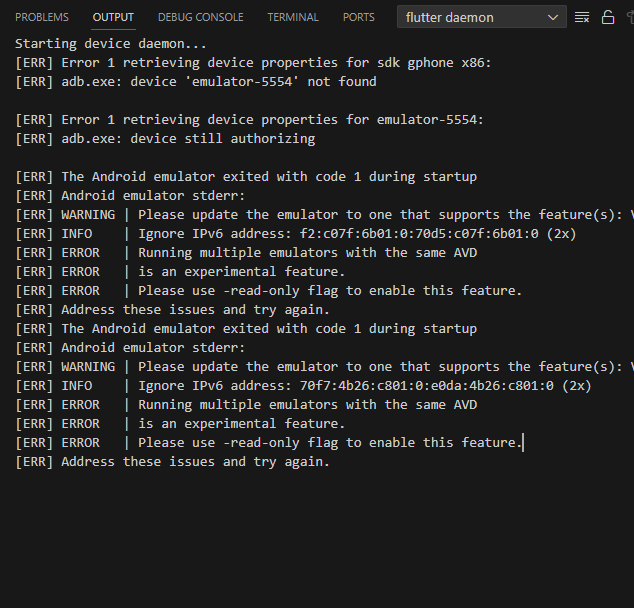 PROBLEMS OUTPUT DEBUG CONSOLE TERMINAL PORTS flutter daemon
Starting device daemon...
[ERR] Error 1 retrieving device properties for sdk gphone x86:
[ERR] adb.exe: device 'emulator-5554' not found
[ERR] Error 1 retrieving device properties for emulator-5554:
[ERR] adb.exe: device still authorizing
[ERR] The Android emulator exited with code 1 during startup
[ERR] Android emulator stderr:
[ERR] WARNING | Please update the emulator to one that supports the feature(s):
[ERR] INFO | Ignore IPv6 address: f2:c07f:6b01:0:70d5:c07f:6b01:0 (2x)
[ERR] ERROR | Running multiple emulators with the same AVD
[ERR] ERROR | is an experimental feature.
[ERR] ERROR | Please use -read-only flag to enable this feature.
[ERR] Address these issues and try again.
[ERR] The Android emulator exited with code 1 during startup
[ERR] Android emulator stderr:
[ERR] WARNING | Please update the emulator to one that supports the feature(s):
[ERR] INFO | Ignore IPv6 address: 70f7:4b26:c801:0:e0da:4b26:c801:0 (2x)
[ERR] ERROR | Running multiple emulators with the same AVD
[ERR] ERROR | is an experimental feature.
[ERR] ERROR | Please use -read-only flag to enable this feature.
[ERR] Address these issues and try again.